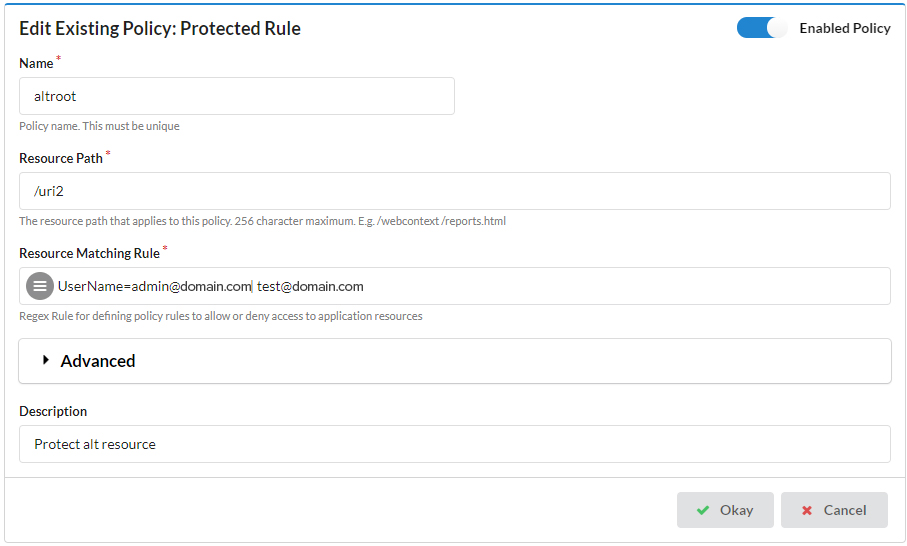 Edit Existing Policy: Protected Rule
Enabled Policy
Name *
altroot
Policy name. This must be unique
Resource Path *
/uri2
The resource path that applies to this policy. 256 character maximum. E.g. /webcontext/reports.html
Resource Matching Rule *
UserName=admin@domain.com| test@domain.com
Regex Rule for defining policy rules to allow or deny access to application resources
Advanced
Description
Protect alt resource
Okay
Cancel